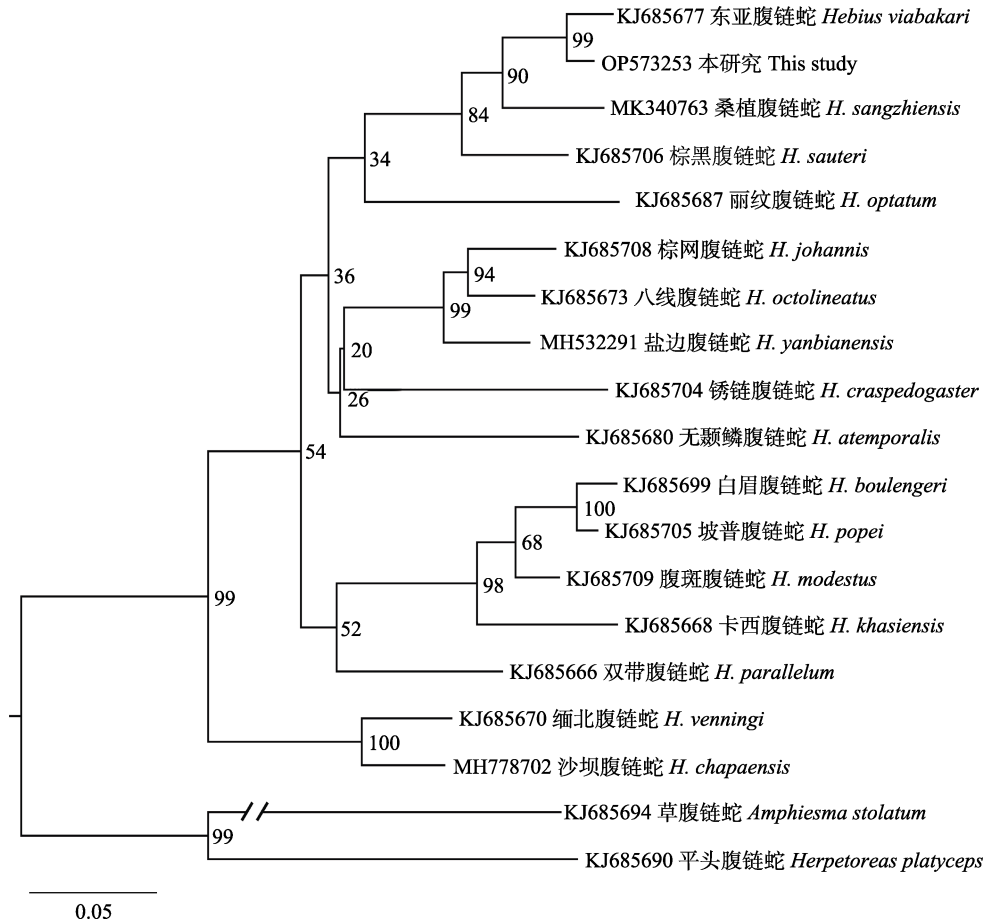 KJ685677 东亚腹链蛇 Hebius viabakari
99
OP573253 本研究 This study
90
MK340763 桑植腹链蛇 H. sangzhiensis
84
KJ685706 棕黑腹链蛇 H. sauteri
34
KJ685687 丽纹腹链蛇 H. optatum
KJ685708 棕网腹链蛇 H. johannis
36
94
KJ685673 八线腹链蛇 H. octolineatus
99
MH532291 盐边腹链蛇 H. yanbianensis
20
KJ685704 锈链腹链蛇 H. craspedogaster
26
KJ685680 无颞鳞腹链蛇 H. atemporalis
54
KJ685699 白眉腹链蛇 H. boulengeri
100
KJ685705 坡普腹链蛇 H. popei
68
KJ685709 腹斑腹链蛇 H. modestus
98
99
KJ685668 卡西腹链蛇 H. khasiensis
52
KJ685666 双带腹链蛇 H. parallelum
KJ685670 缅北腹链蛇 H. venningi
100
MH778702 沙坝腹链蛇 H. chapaensis
KJ685694 草腹链蛇 Amphiesma stolatum
99
KJ685690 平头腹链蛇 Herpetoreas platyceps
0.05